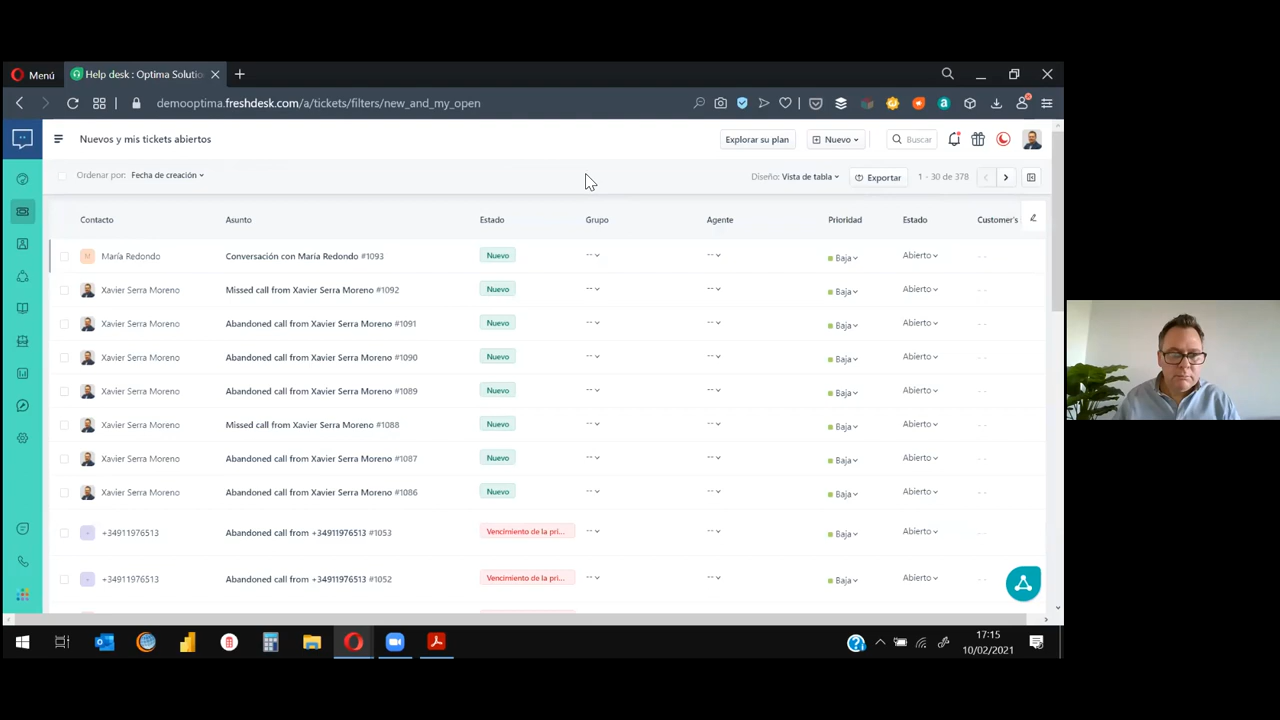 Menú
Help desk : Optima Solutio
demooptima.freshdesk.com/a/tickets/filters/new_and_my_open
Nuevos y mis tickets abiertos
Explorar su plan
Nuevo
Buscar
Ordenar por: Fecha de creación
Diseño: Vista de tabla
Exportar
1 - 30 de 378
Contacto Asunto Estado Grupo Agente Prioridad Estado Customer's
M María Redondo Conversación con María Redondo #1093 Nuevo -- -- Baja Abierto --
Xavier Serra Moreno Missed call from Xavier Serra Moreno #1092 Nuevo -- -- Baja Abierto --
Xavier Serra Moreno Abandoned call from Xavier Serra Moreno #1091 Nuevo -- -- Baja Abierto --
Xavier Serra Moreno Abandoned call from Xavier Serra Moreno #1090 Nuevo -- -- Baja Abierto --
Xavier Serra Moreno Abandoned call from Xavier Serra Moreno #1089 Nuevo -- -- Baja Abierto --
Xavier Serra Moreno Missed call from Xavier Serra Moreno #1088 Nuevo -- -- Baja Abierto --
Xavier Serra Moreno Abandoned call from Xavier Serra Moreno #1087 Nuevo -- -- Baja Abierto --
Xavier Serra Moreno Abandoned call from Xavier Serra Moreno #1086 Nuevo -- -- Baja Abierto --
+ +34911976513 Abandoned call from +34911976513 #1053 Vencimiento de la pri... -- -- Baja Abierto --
+ +34911976513 Abandoned call from +34911976513 #1052 Vencimiento de la pri... -- -- Baja Abierto --
17:15
10/02/2021